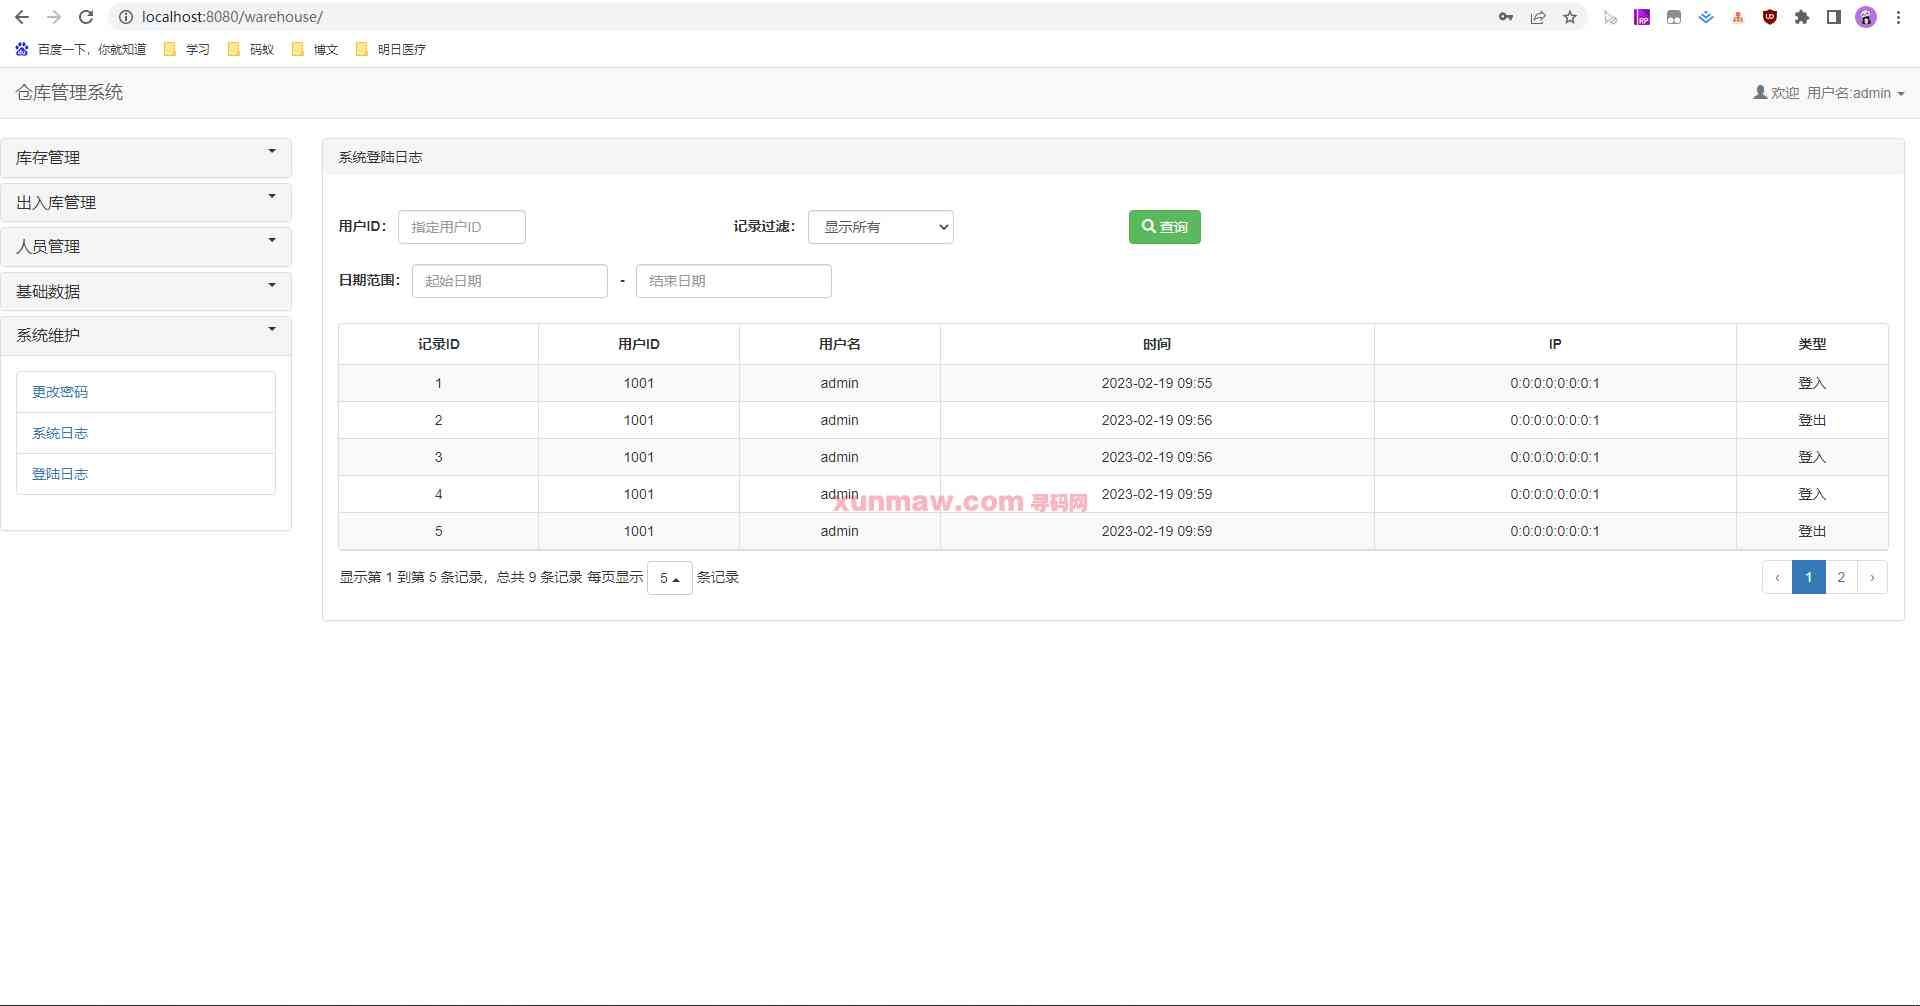 localhost:8080/warehouse/
百度一下，你就知道 学习 码蚁 博文 明日医疗
仓库管理系统 欢迎 用户名:admin
库存管理
出入库管理
人员管理
基础数据
系统维护
更改密码
系统日志
登陆日志
系统登陆日志
用户ID： 指定用户ID 记录过滤： 显示所有 查询
日期范围： 起始日期 - 结束日期
记录ID 用户ID 用户名 时间 IP 类型
1 1001 admin 2023-02-19 09:55 0:0:0:0:0:0:0:1 登入
2 1001 admin 2023-02-19 09:56 0:0:0:0:0:0:0:1 登出
3 1001 admin 2023-02-19 09:56 0:0:0:0:0:0:0:1 登入
4 1001 admin 2023-02-19 09:59 0:0:0:0:0:0:0:1 登入
xunmaw.com 寻码网
5 1001 admin 2023-02-19 09:59 0:0:0:0:0:0:0:1 登出
显示第 1 到第 5 条记录，总共 9 条记录 每页显示 5 条记录 ‹ 1 2 ›